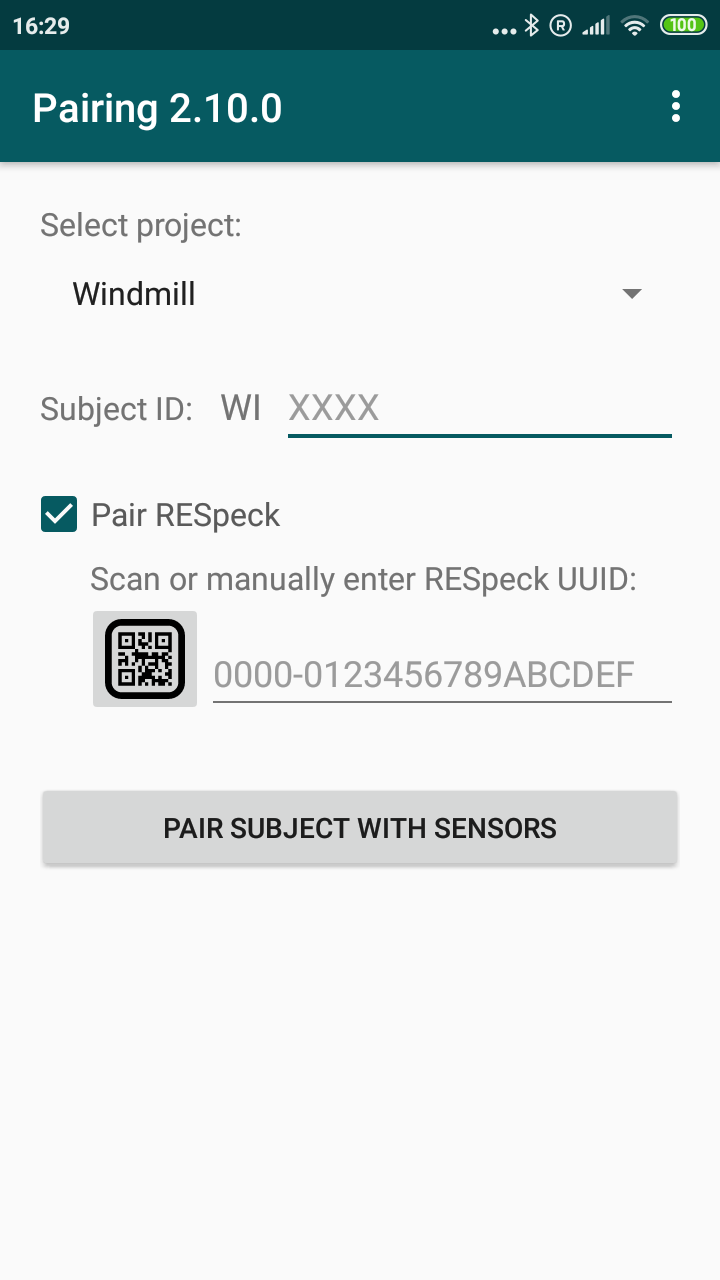 16:29
... R 100
Pairing 2.10.0
Select project:
Windmill
Subject ID: WI XXXX
Pair RESpeck
Scan or manually enter RESpeck UUID:
0000-0123456789ABCDEF
PAIR SUBJECT WITH SENSORS